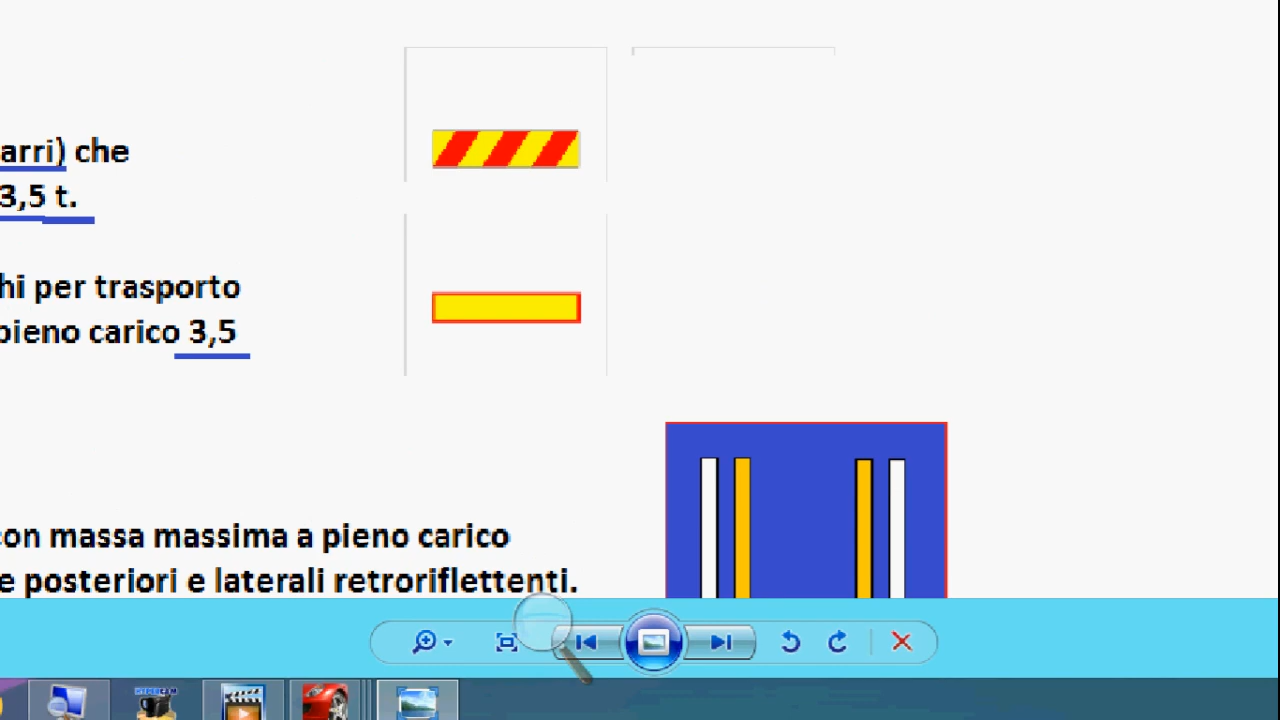 arri) che
3,5 t.
hi per trasporto
pieno carico 3,5
con massa massima a pieno carico
e posteriori e laterali retroriflettenti.
HYPERCAM